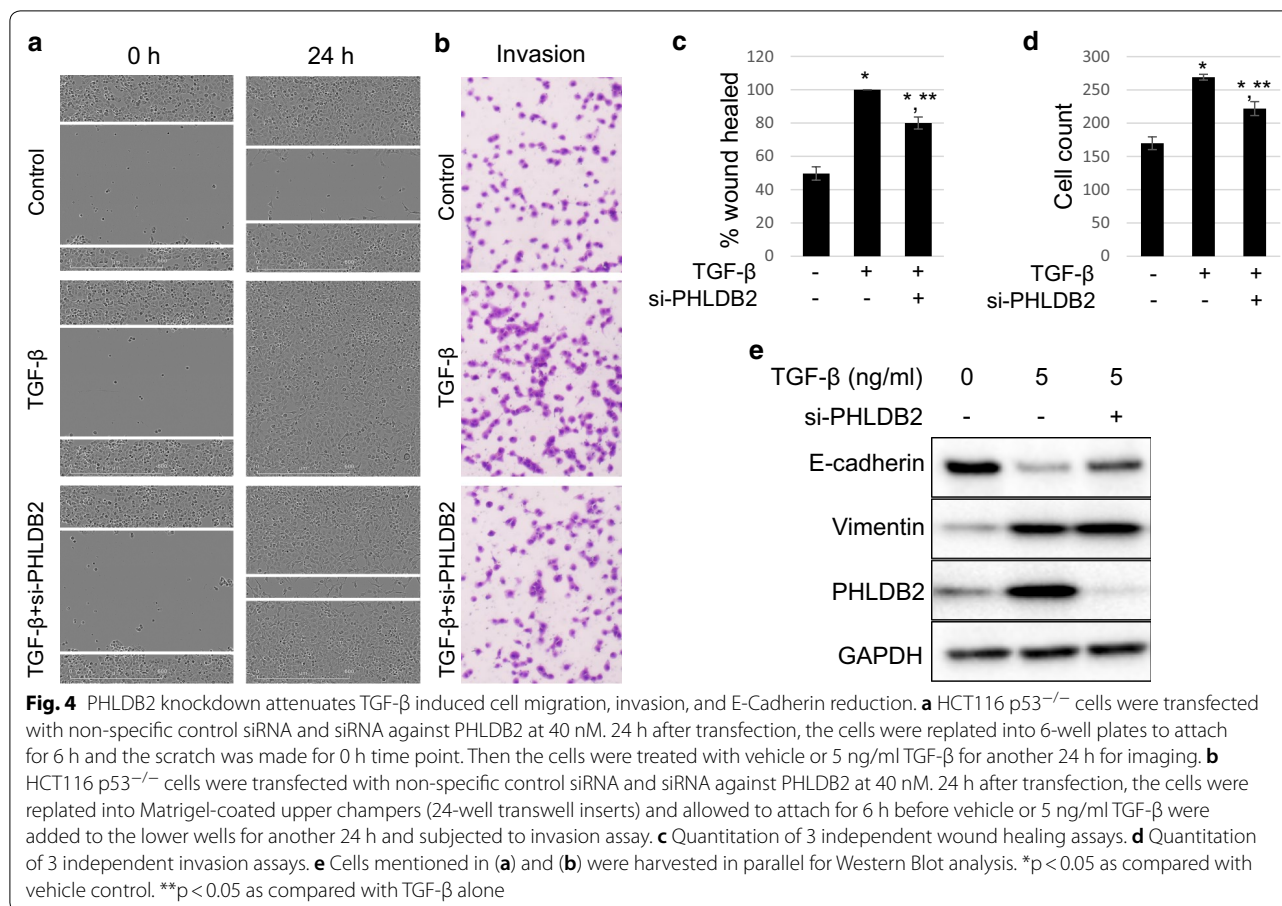 a
0 h
24 h
Control
TGF-β
TGF-β+si-PHLDB2
b
Invasion
Control
TGF-β
TGF-β+si-PHLDB2
c
% wound healed
120
100
80
60
40
20
0
*
*, **
TGF-β - + +
si-PHLDB2 - - +
d
Cell count
300
250
200
150
100
50
0
*
*, **
TGF-β - + +
si-PHLDB2 - - +
e
TGF-β (ng/ml) 0 5 5
si-PHLDB2 - - +
E-cadherin
Vimentin
PHLDB2
GAPDH
Fig. 4 PHLDB2 knockdown attenuates TGF-β induced cell migration, invasion, and E-Cadherin reduction. a HCT116 p53−/− cells were transfected
with non-specific control siRNA and siRNA against PHLDB2 at 40 nM. 24 h after transfection, the cells were replated into 6-well plates to attach
for 6 h and the scratch was made for 0 h time point. Then the cells were treated with vehicle or 5 ng/ml TGF-β for another 24 h for imaging. b
HCT116 p53−/− cells were transfected with non-specific control siRNA and siRNA against PHLDB2 at 40 nM. 24 h after transfection, the cells were
replated into Matrigel-coated upper champers (24-well transwell inserts) and allowed to attach for 6 h before vehicle or 5 ng/ml TGF-β were
added to the lower wells for another 24 h and subjected to invasion assay. c Quantitation of 3 independent wound healing assays. d Quantitation
of 3 independent invasion assays. e Cells mentioned in (a) and (b) were harvested in parallel for Western Blot analysis. *p < 0.05 as compared with
vehicle control. **p < 0.05 as compared with TGF-β alone